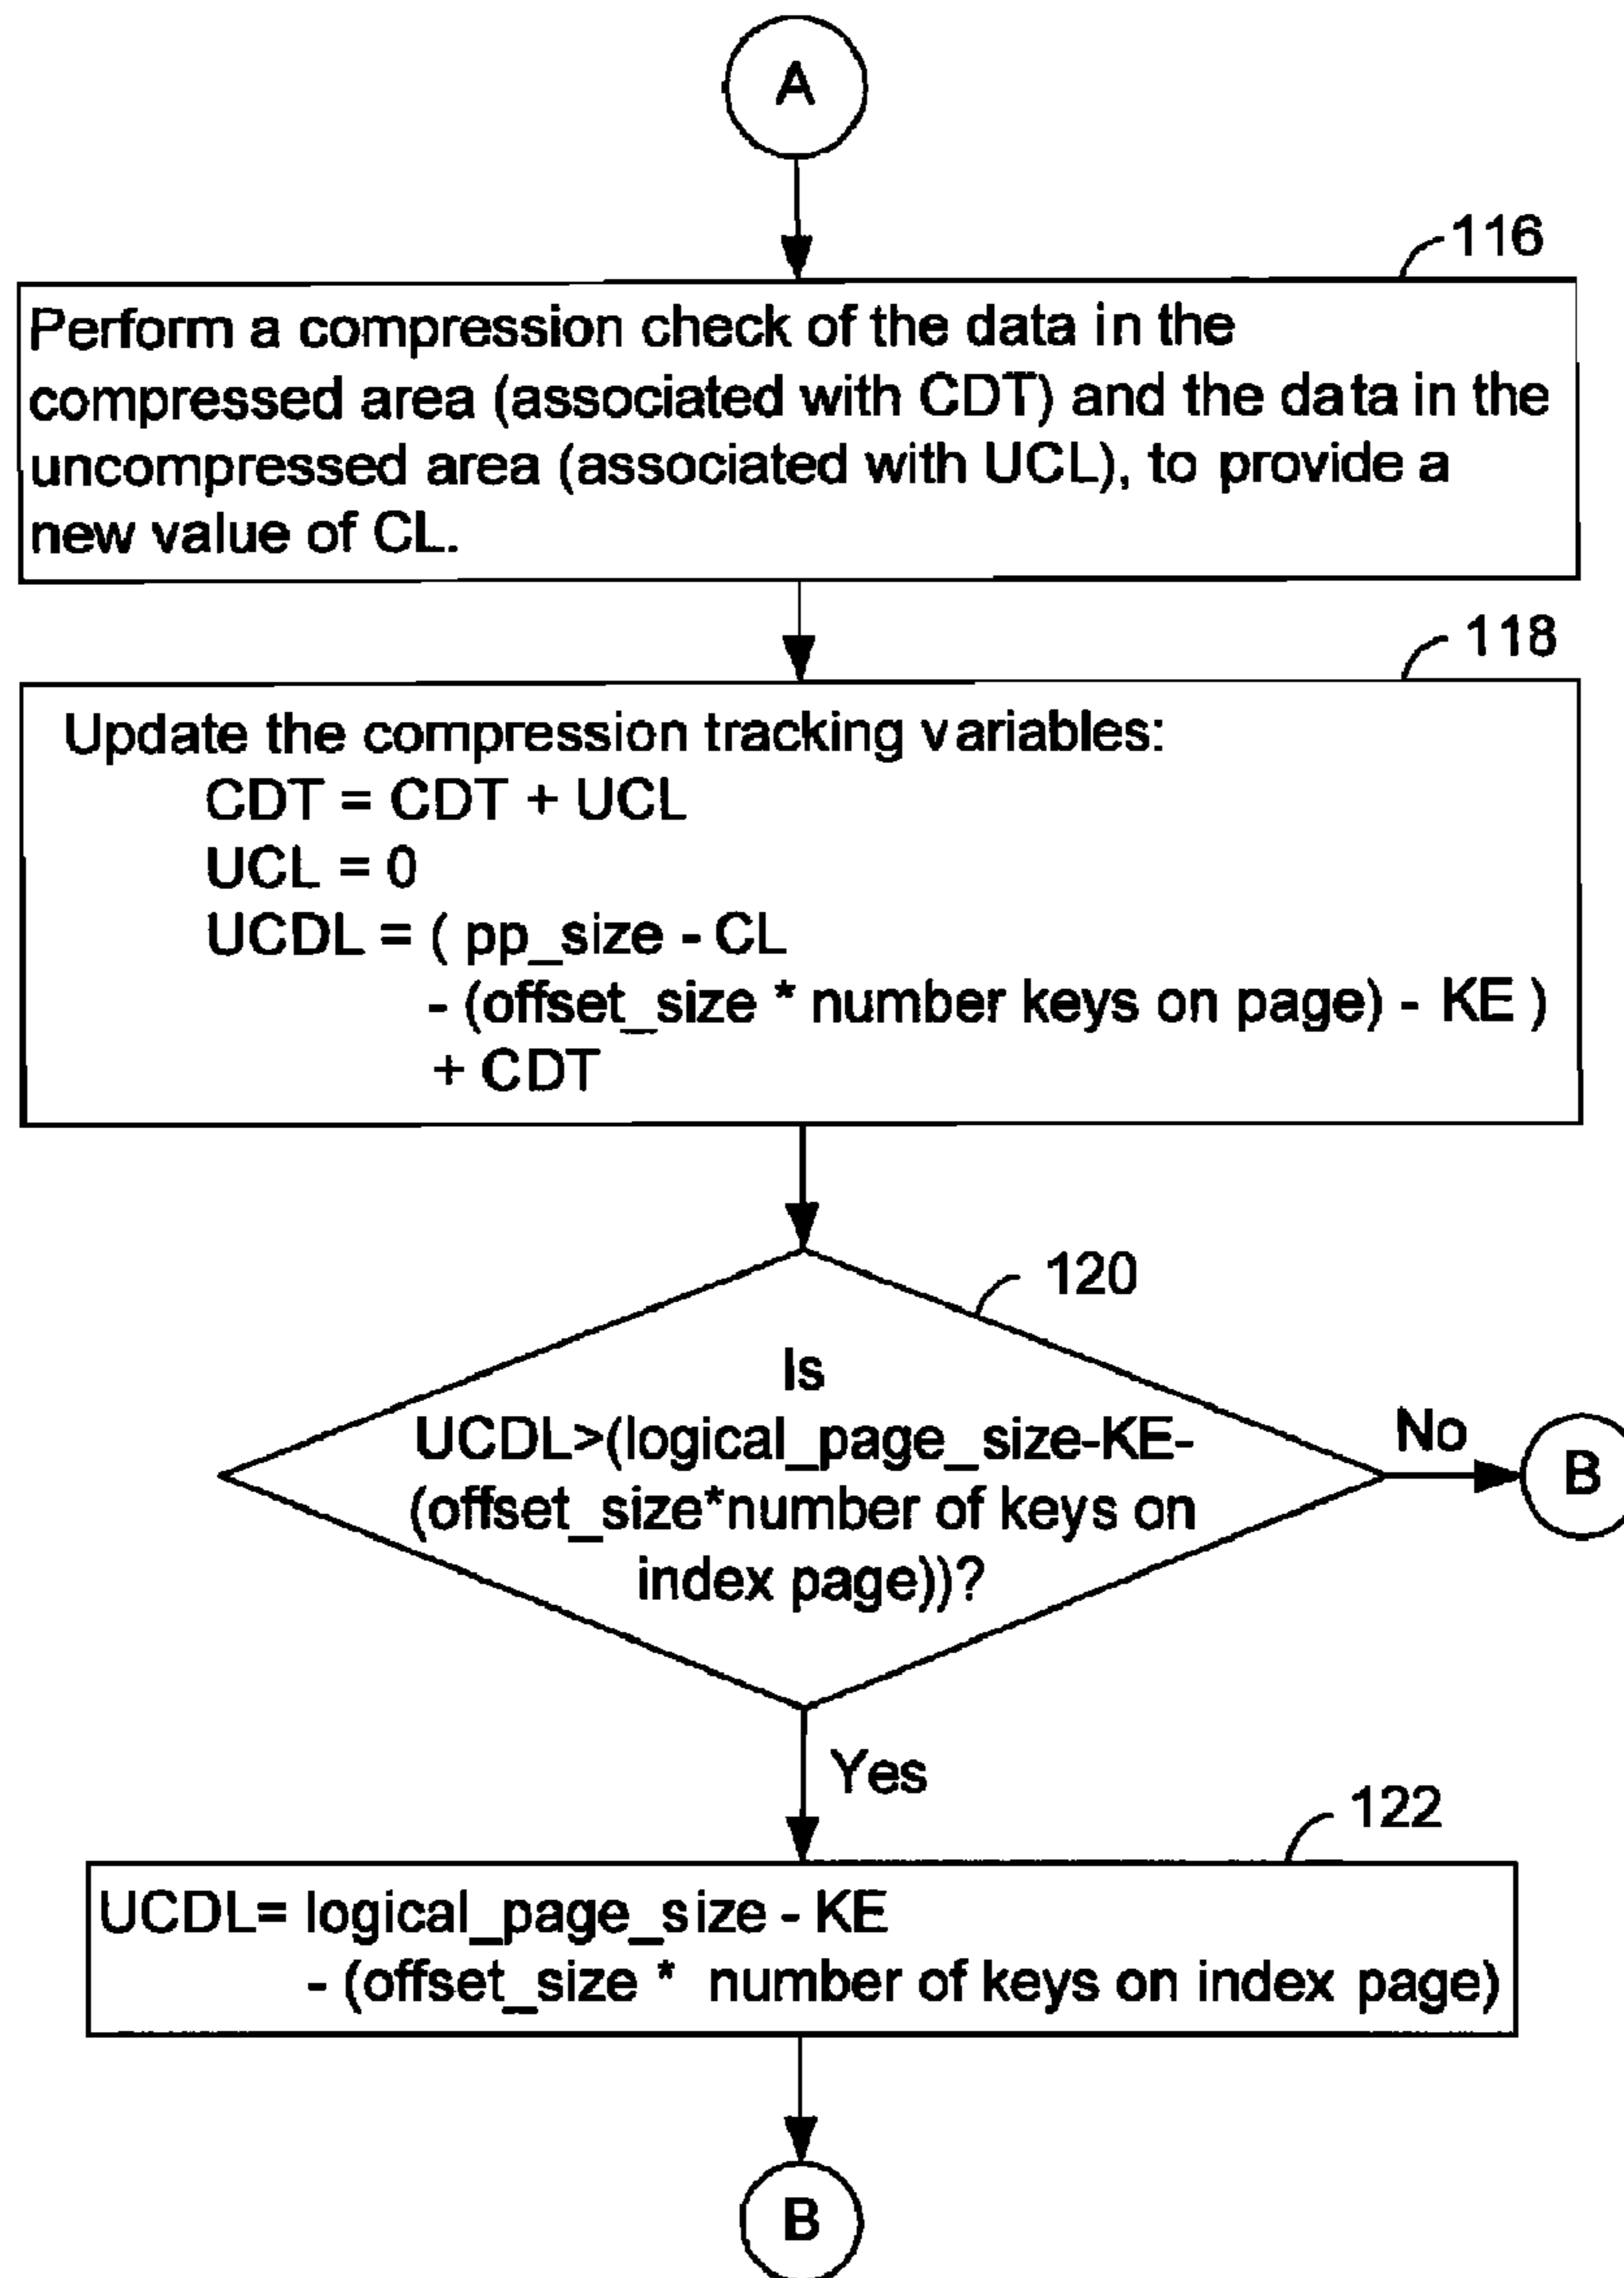 A
116
Perform a compression check of the data in the
compressed area (associated with CDT) and the data in the
uncompressed area (associated with UCL), to provide a
new value of CL.
118
Update the compression tracking variables:
CDT = CDT + UCL
UCL = 0
UCDL = ( pp_size - CL
- (offset_size * number keys on page) - KE )
+ CDT
120
Is
UCDL>(logical_page_size-KE-
(offset_size*number of keys on
index page))?
No
B
Yes
122
UCDL= logical_page_size - KE
- (offset_size * number of keys on index page)
B